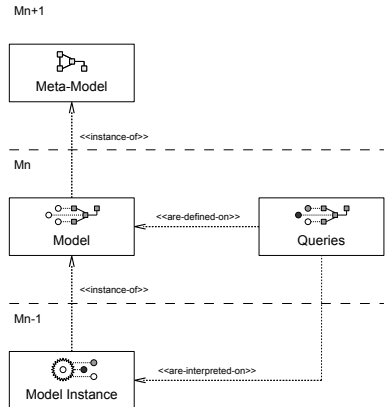 Mn+1
Meta-Model
<<instance-of>>
Mn
<<are-defined-on>>
Model
Queries
<<instance-of>>
Mn-1
<<are-interpreted-on>>
Model Instance